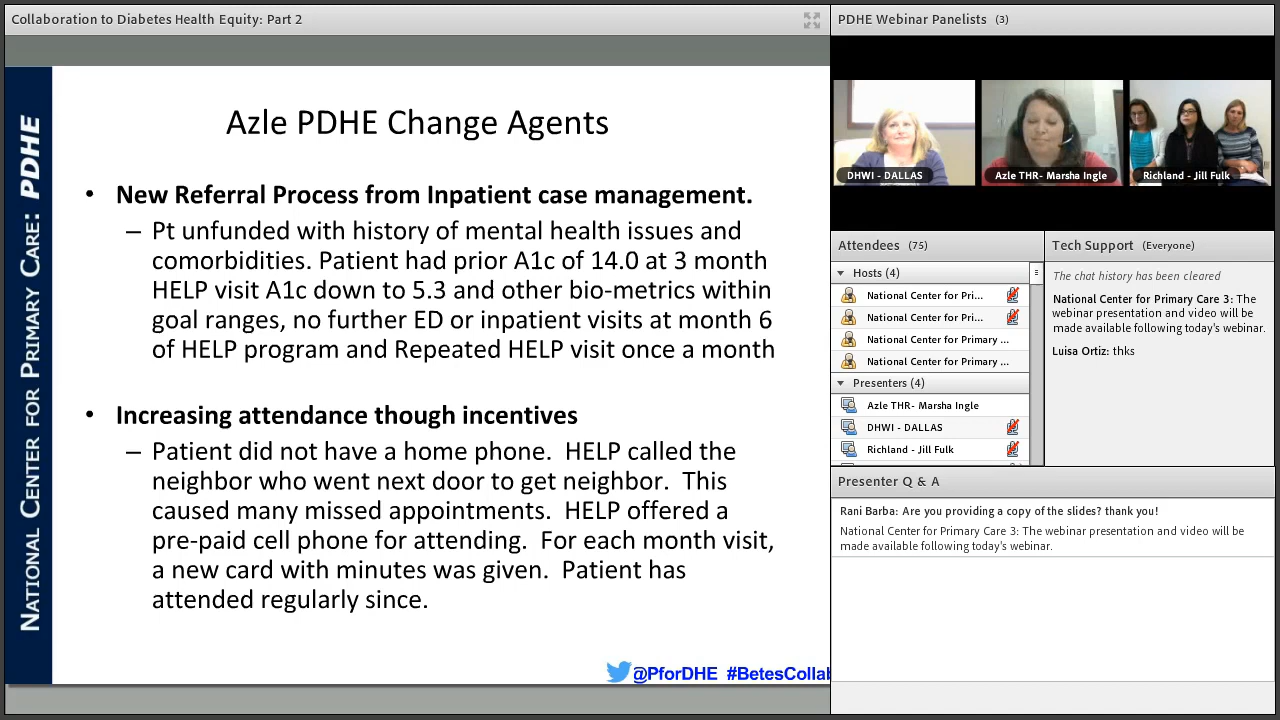 Collaboration to Diabetes Health Equity: Part 2
NATIONAL CENTER FOR PRIMARY CARE: PDHE
Azle PDHE Change Agents
• New Referral Process from Inpatient case management.
– Pt unfunded with history of mental health issues and
comorbidities. Patient had prior A1c of 14.0 at 3 month
HELP visit A1c down to 5.3 and other bio-metrics within
goal ranges, no further ED or inpatient visits at month 6
of HELP program and Repeated HELP visit once a month
• Increasing attendance though incentives
– Patient did not have a home phone.  HELP called the
neighbor who went next door to get neighbor.  This
caused many missed appointments.  HELP offered a
pre-paid cell phone for attending.  For each month visit,
a new card with minutes was given.  Patient has
attended regularly since.
@PforDHE #BetesCollab
PDHE Webinar Panelists (3)
DHWI - DALLAS
Azle THR- Marsha Ingle
Richland - Jill Fulk
Attendees (75)
Hosts (4)
National Center for Pri...
National Center for Pri...
National Center for Primary ...
National Center for Primary ...
Presenters (4)
Azle THR- Marsha Ingle
DHWI - DALLAS
Richland - Jill Fulk
Tech Support (Everyone)
The chat history has been cleared
National Center for Primary Care 3: The
webinar presentation and video will be
made available following today's webinar.
Luisa Ortiz: thks
Presenter Q & A
Rani Barba: Are you providing a copy of the slides? thank you!
National Center for Primary Care 3: The webinar presentation and video will be
made available following today's webinar.